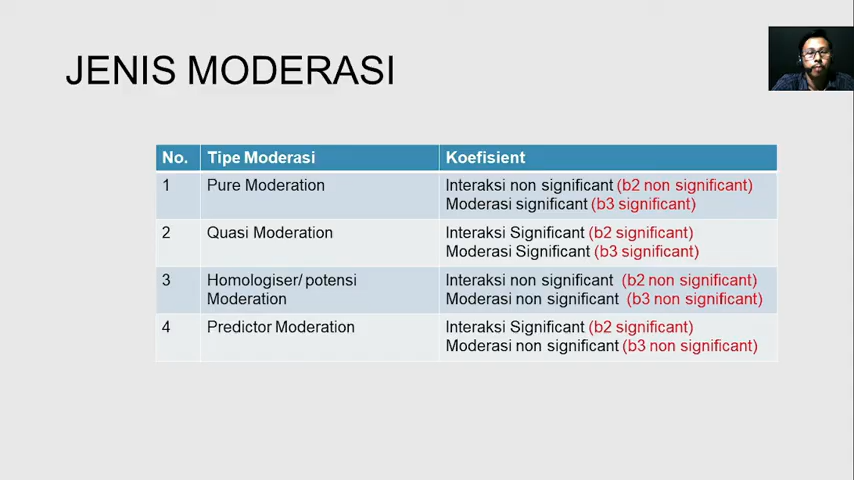 JENIS MODERASI
No. Tipe Moderasi Koefisient
1 Pure Moderation Interaksi non significant (b2 non significant)
Moderasi significant (b3 significant)
2 Quasi Moderation Interaksi Significant (b2 significant)
Moderasi Significant (b3 significant)
3 Homologiser/ potensi Interaksi non significant (b2 non significant)
Moderation Moderasi non significant (b3 non significant)
4 Predictor Moderation Interaksi Significant (b2 significant)
Moderasi non significant (b3 non significant)